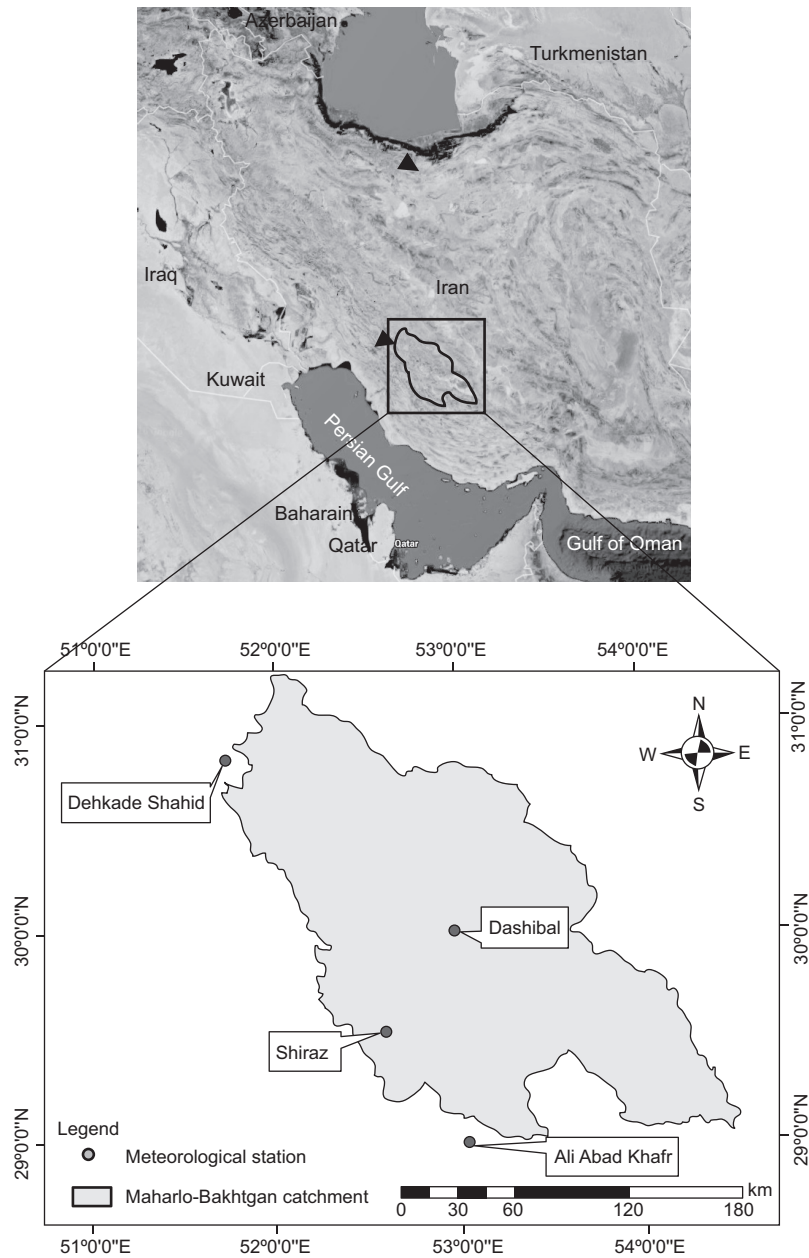 Azerbaijan
Turkmenistan
Iraq
Iran
Kuwait
Persian Gulf
Baharain
Qatar
Qatar
Gulf of Oman
51º0'0"E
52º0'0"E
53º0'0"E
54º0'0"E
31º0'0"N
31º0'0"N
N
W
E
S
Dehkade Shahid
30º0'0"N
30º0'0"N
Dashibal
Shiraz
29º0'0"N
29º0'0"N
Ali Abad Khafr
Legend
Meteorological station
Maharlo-Bakhtgan catchment
km
0
30
60
120
180
51º0'0"E
52º0'0"E
53º0'0"E
54º0'0"E